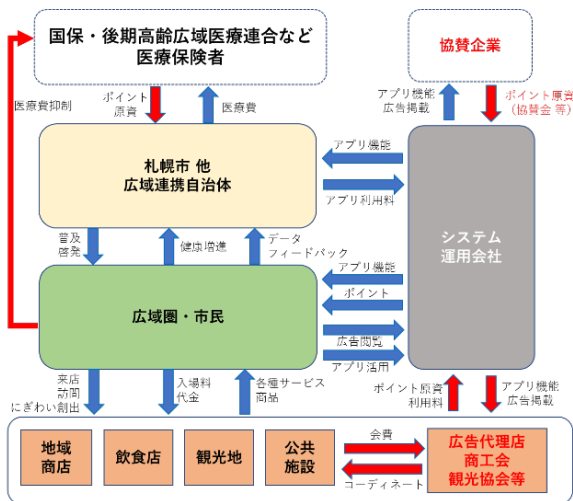 国保・後期高齢広域医療連合など
医療保険者
協賛企業
医療費抑制
ポイント
原資
医療費
アプリ機能
広告掲載
ポイント原資
（協賛金 等）
札幌市 他
広域連携自治体
アプリ機能
アプリ利用料
システム
運用会社
普及
啓発
健康増進
データ
フィードバック
広域圏・市民
アプリ機能
ポイント
広告閲覧
アプリ活用
来店
訪問
にぎわい創出
入場料
代金
各種サービス
商品
ポイント原資
利用料
アプリ機能
広告掲載
地域
商店
飲食店
観光地
公共
施設
会費
コーディネート
広告代理店
商工会
観光協会等